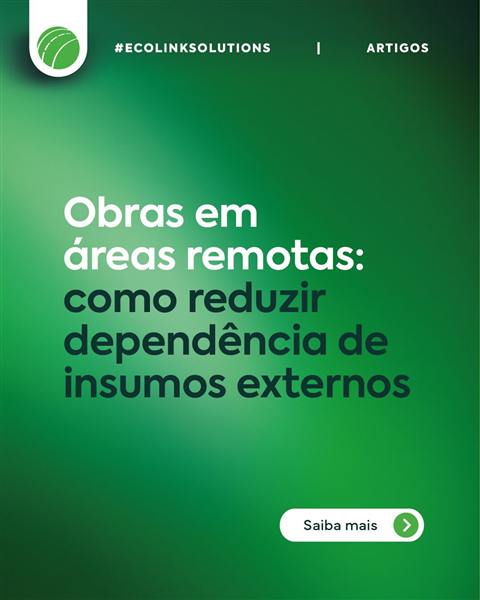 #ECOLINKSOLUTIONS | ARTIGOS
Obras em
áreas remotas:
como reduzir
dependência de
insumos externos
Saiba mais